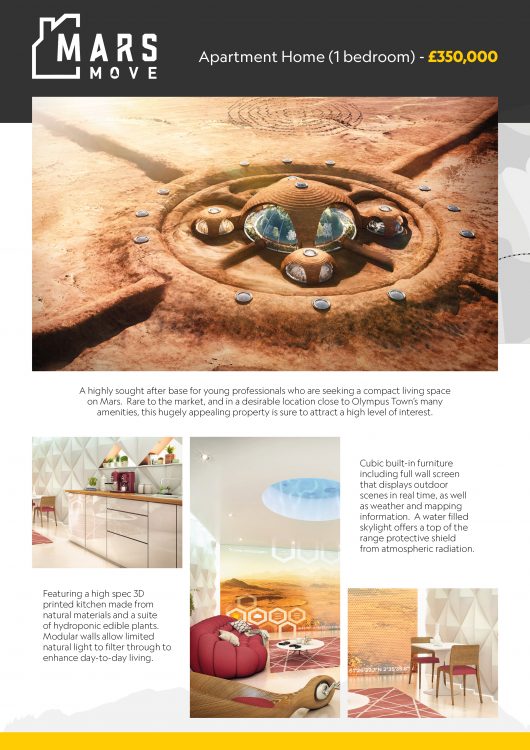 MARS
MOVE
Apartment Home (1 bedroom) - £350,000
A highly sought after base for young professionals who are seeking a compact living space
on Mars. Rare to the market, and in a desirable location close to Olympus Town's many
amenities, this hugely appealing property is sure to attract a high level of interest.
Cubic built-in furniture
including full wall screen
that displays outdoor
scenes in real time, as well
as weather and mapping
information. A water filled
skylight offers a top of the
range protective shield
from atmospheric radiation.
Featuring a high spec 3D
printed kitchen made from
natural materials and a suite
of hydroponic edible plants.
Modular walls allow limited
natural light to filter through to
enhance day-to-day living.